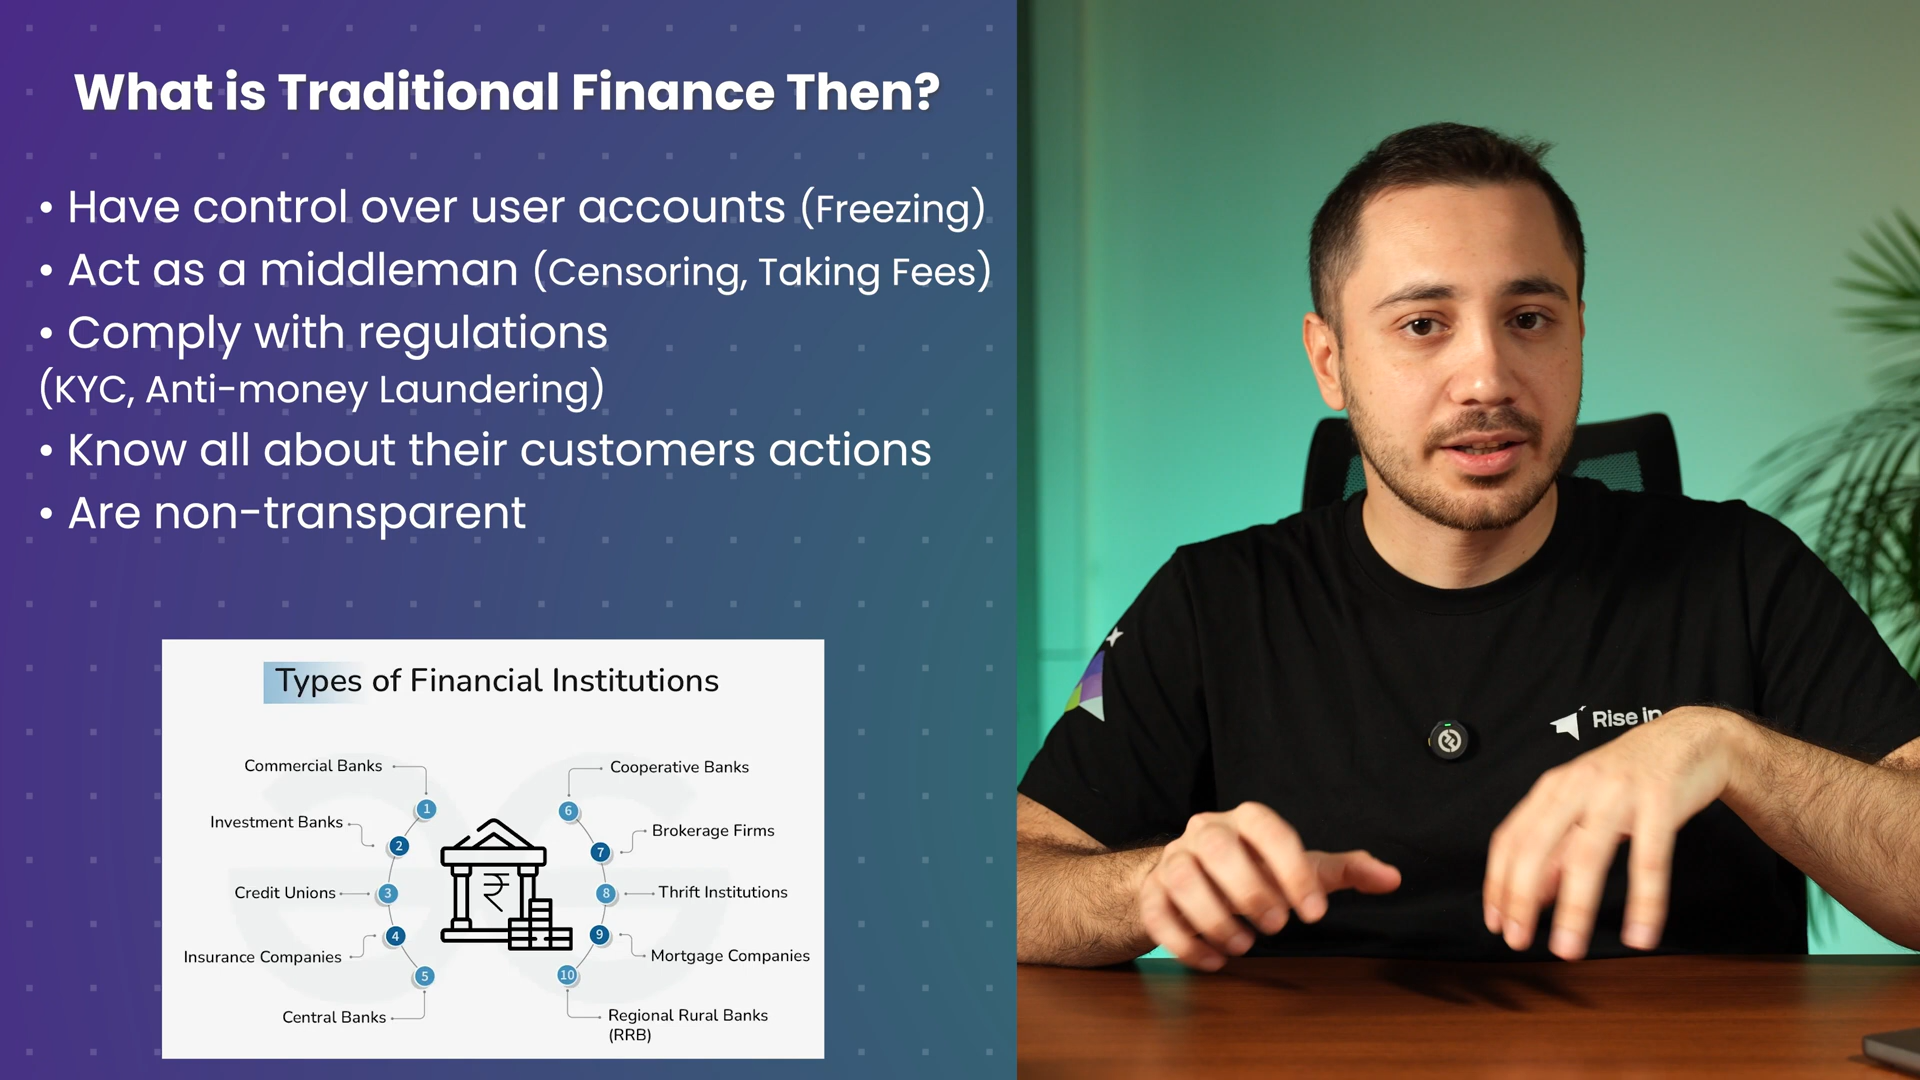 What is Traditional Finance Then?
• Have control over user accounts (Freezing)
• Act as a middleman (Censoring, Taking Fees)
• Comply with regulations
(KYC, Anti-money Laundering)
• Know all about their customers actions
• Are non-transparent
Types of Financial Institutions
Commercial Banks
1
Investment Banks
2
Credit Unions
3
Insurance Companies
4
Central Banks
5
₹
6
Cooperative Banks
7
Brokerage Firms
8
Thrift Institutions
9
Mortgage Companies
10
Regional Rural Banks
(RRB)
Rise in